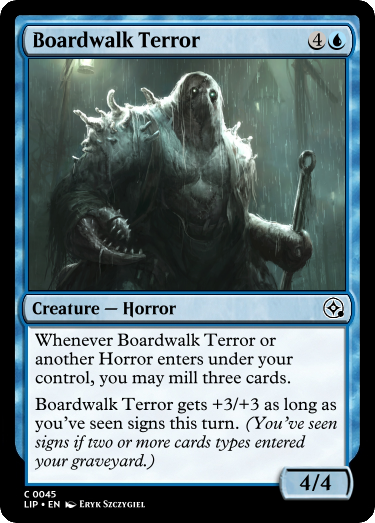 Boardwalk Terror 4
Creature — Horror
Whenever Boardwalk Terror or
another Horror enters under your
control, you may mill three cards.
Boardwalk Terror gets +3/+3 as long as
you've seen signs this turn. (You've seen
signs if two or more cards types entered
your graveyard.)
4/4
C 0045
LIP • EN Eryk Szczygiel